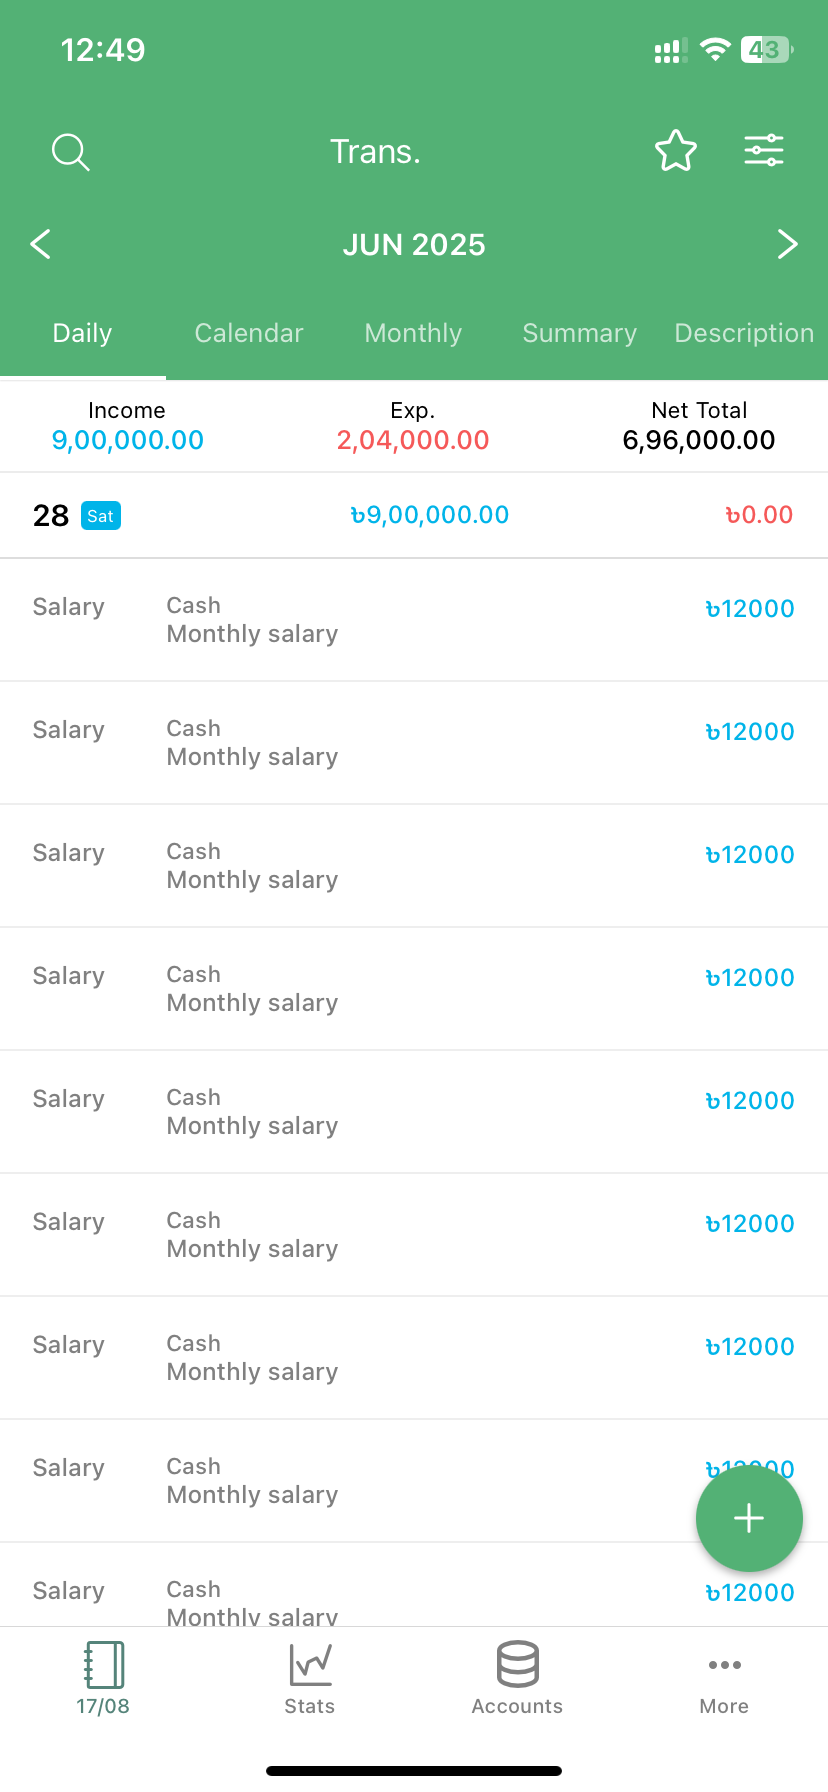 12:49
43
Trans.
JUN 2025
Daily Calendar Monthly Summary Description
Income Exp. Net Total
9,00,000.00 2,04,000.00 6,96,000.00
28 Sat ৳9,00,000.00 ৳0.00
Salary Cash ৳12000
Monthly salary
Salary Cash ৳12000
Monthly salary
Salary Cash ৳12000
Monthly salary
Salary Cash ৳12000
Monthly salary
Salary Cash ৳12000
Monthly salary
Salary Cash ৳12000
Monthly salary
Salary Cash ৳12000
Monthly salary
Salary Cash
Monthly salary
Salary Cash ৳12000
Monthly salary
17/08 Stats Accounts More